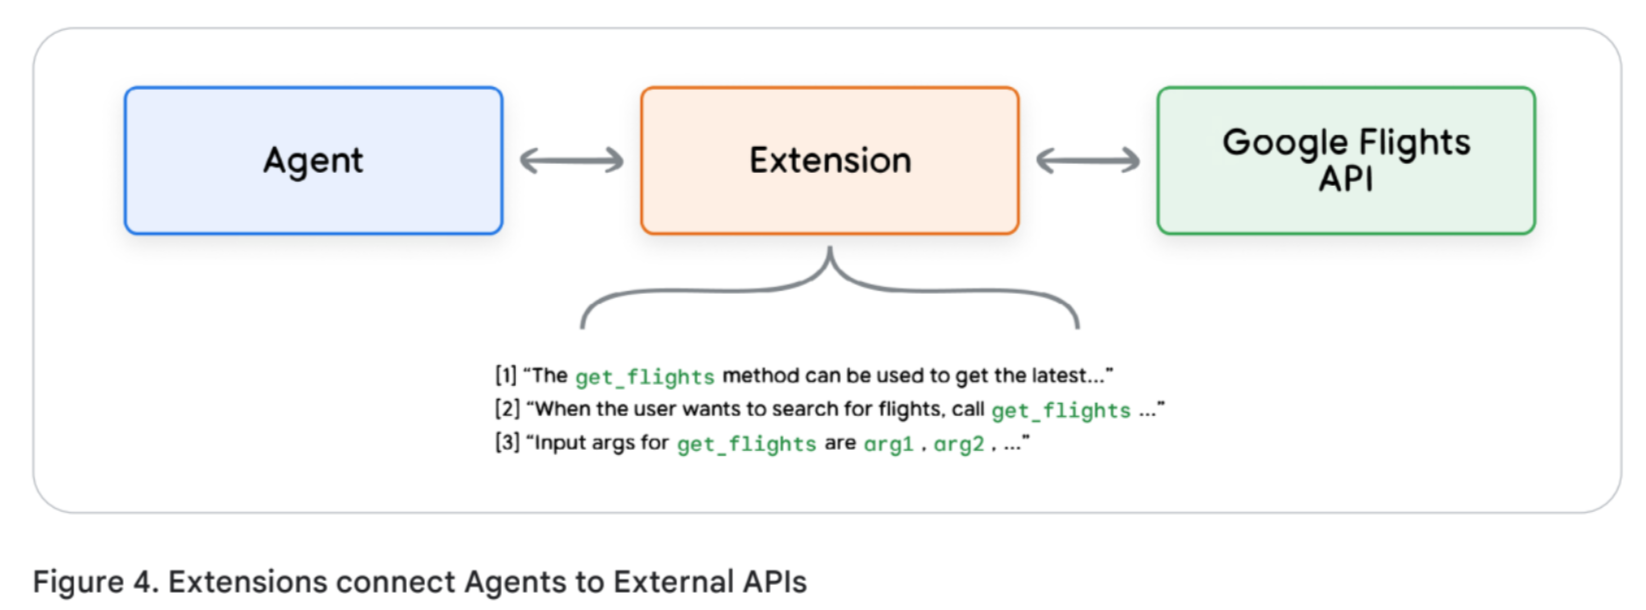 Agent
Extension
Google Flights
API
[1] “The get_flights method can be used to get the latest...”
[2] “When the user wants to search for flights, call get_flights ...”
[3] “Input args for get_flights are arg1 , arg2 , ...”
Figure 4. Extensions connect Agents to External APIs